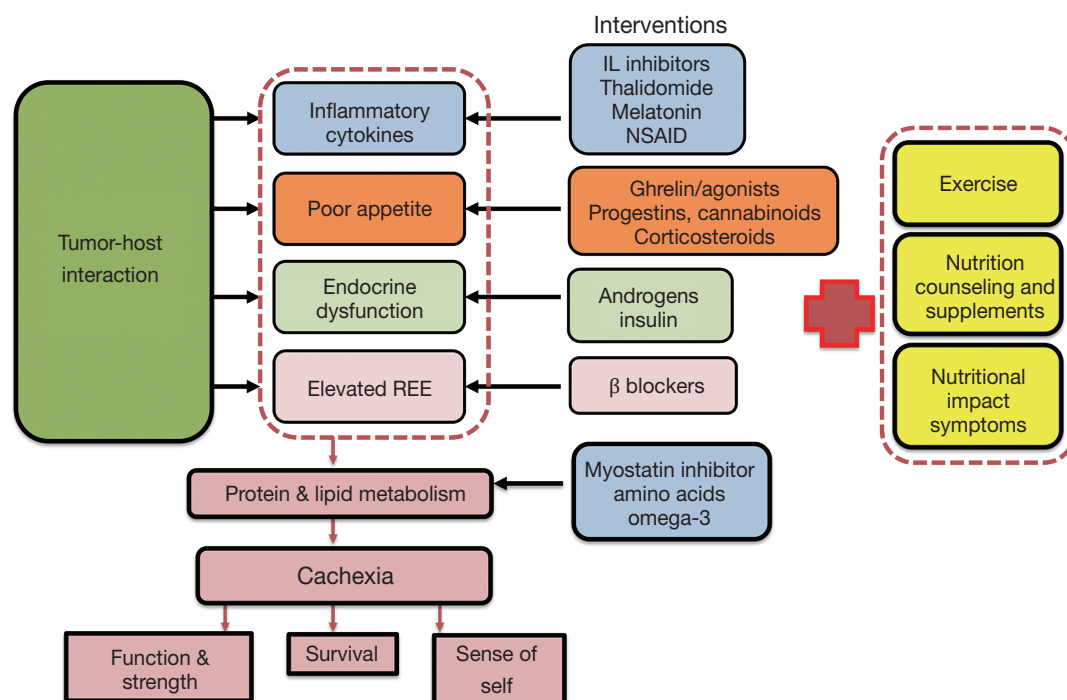 Interventions
Tumor-host
interaction
Inflammatory
cytokines
IL inhibitors
Thalidomide
Melatonin
NSAID
Poor appetite
Ghrelin/agonists
Progestins, cannabinoids
Corticosteroids
Endocrine
dysfunction
Androgens
insulin
Elevated REE
β blockers
Exercise
Nutrition
counseling and
supplements
Nutritional
impact
symptoms
Protein & lipid metabolism
Myostatin inhibitor
amino acids
omega-3
Cachexia
Function &
strength
Survival
Sense of
self